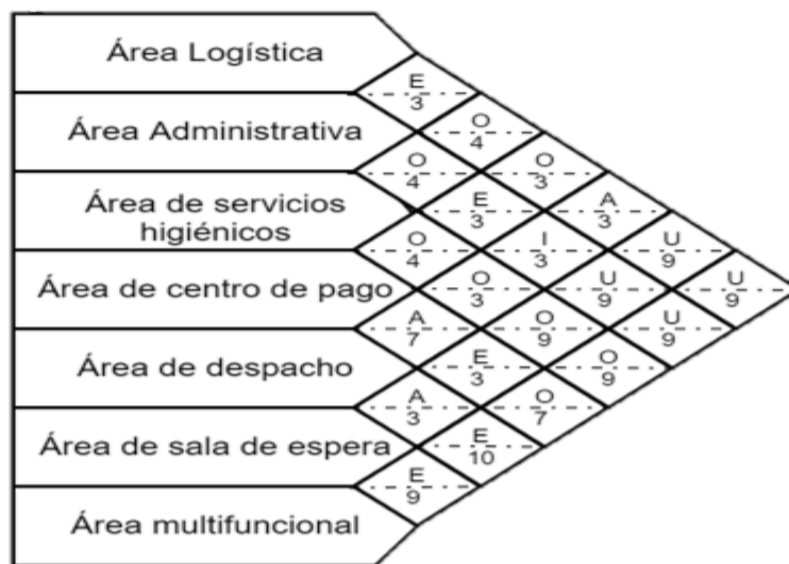 Área Logística
Área Administrativa
Área de servicios
higiénicos
Área de centro de pago
Área de despacho
Área de sala de espera
Área multifuncional
E
3
O
4
O O
4 3
E A
3 3
O I U
4 3 9
O U U
3 9 9
A O U
7 9 9
E O
3 9
A O
3 7
E
10
E
9